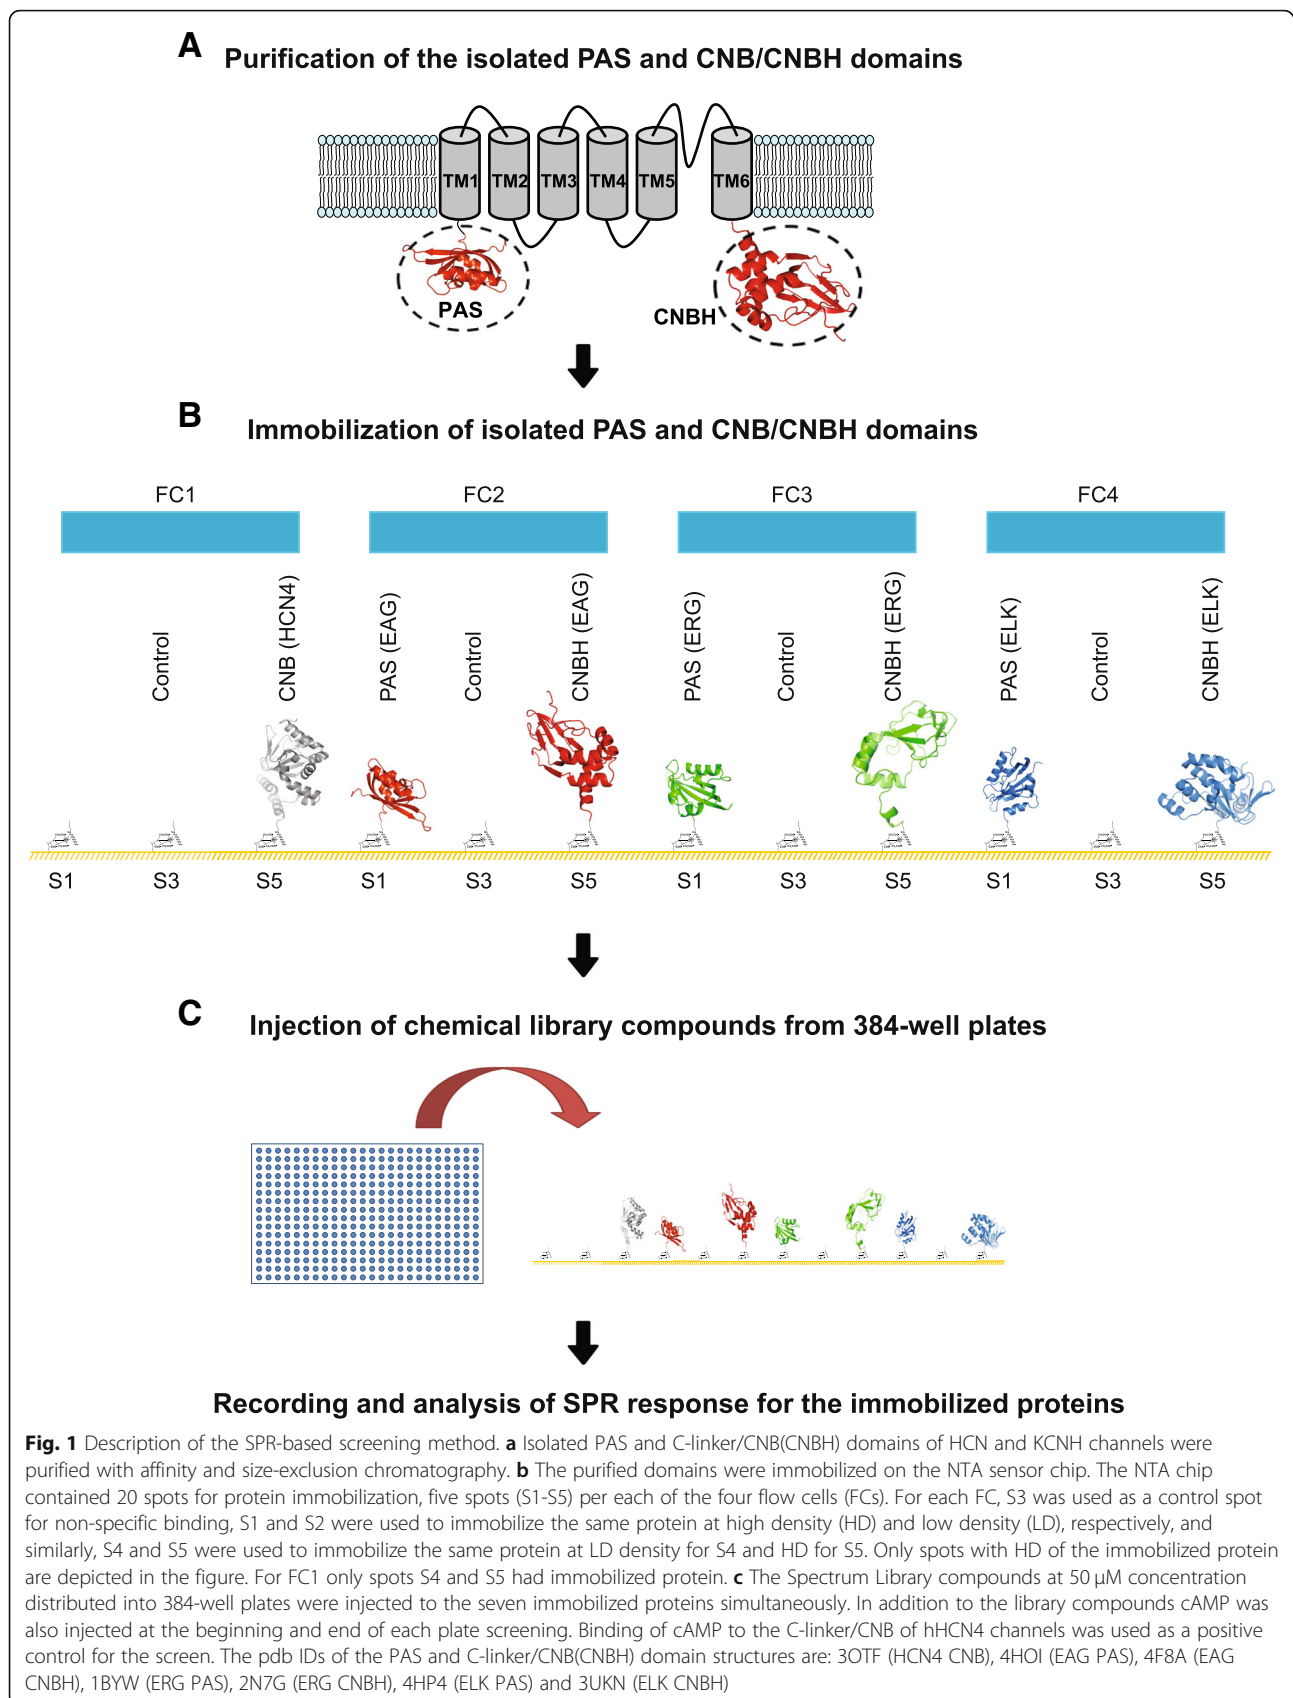 A
Purification of the isolated PAS and CNB/CNBH domains
TM1 TM2 TM3 TM4 TM5 TM6
PAS
CNBH
B
Immobilization of isolated PAS and CNB/CNBH domains
FC1 FC2 FC3 FC4
Control
CNB (HCN4)
PAS (EAG)
Control
CNBH (EAG)
PAS (ERG)
Control
CNBH (ERG)
PAS (ELK)
Control
CNBH (ELK)
S1 S3 S5 S1 S3 S5 S1 S3 S5 S1 S3 S5
C
Injection of chemical library compounds from 384-well plates
Recording and analysis of SPR response for the immobilized proteins
Fig. 1 Description of the SPR-based screening method. a Isolated PAS and C-linker/CNB(CNBH) domains of HCN and KCNH channels were
purified with affinity and size-exclusion chromatography. b The purified domains were immobilized on the NTA sensor chip. The NTA chip
contained 20 spots for protein immobilization, five spots (S1-S5) per each of the four flow cells (FCs). For each FC, S3 was used as a control spot
for non-specific binding, S1 and S2 were used to immobilize the same protein at high density (HD) and low density (LD), respectively, and
similarly, S4 and S5 were used to immobilize the same protein at LD density for S4 and HD for S5. Only spots with HD of the immobilized protein
are depicted in the figure. For FC1 only spots S4 and S5 had immobilized protein. c The Spectrum Library compounds at 50 μM concentration
distributed into 384-well plates were injected to the seven immobilized proteins simultaneously. In addition to the library compounds cAMP was
also injected at the beginning and end of each plate screening. Binding of cAMP to the C-linker/CNB of hHCN4 channels was used as a positive
control for the screen. The pdb IDs of the PAS and C-linker/CNB(CNBH) domain structures are: 3OTF (HCN4 CNB), 4HOI (EAG PAS), 4F8A (EAG
CNBH), 1BYW (ERG PAS), 2N7G (ERG CNBH), 4HP4 (ELK PAS) and 3UKN (ELK CNBH)